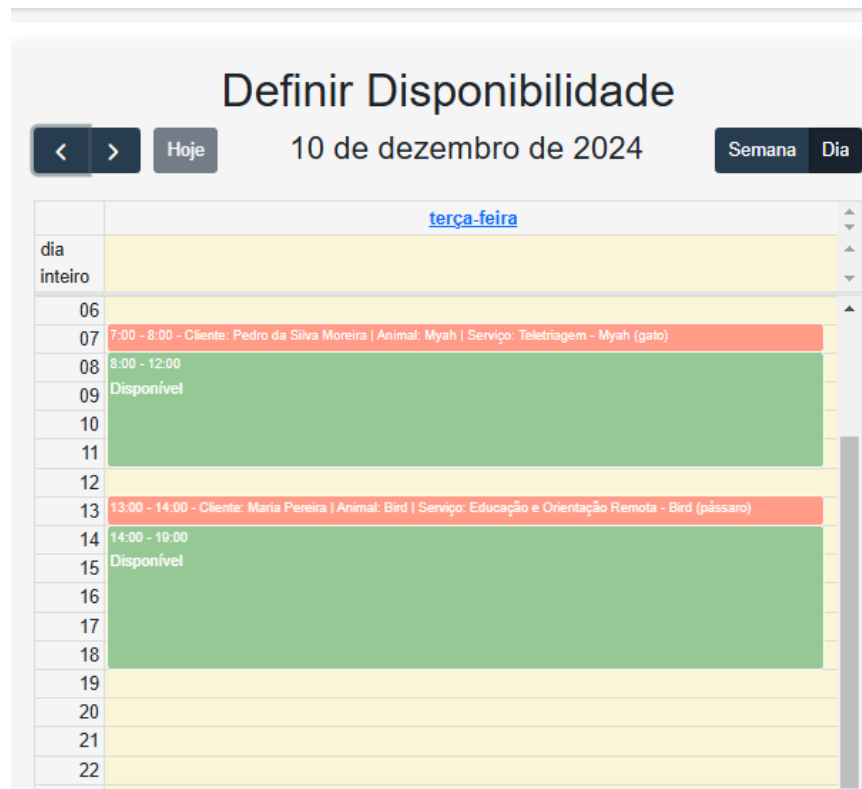 Definir Disponibilidade
Hoje
10 de dezembro de 2024
Semana Dia
terça-feira
dia
inteiro
06
07 7:00 - 8:00 - Cliente: Pedro da Silva Moreira | Animal: Myah | Serviço: Teletriagem - Myah (gato)
08 8:00 - 12:00
09 Disponível
10
11
12
13 13:00 - 14:00 - Cliente: Maria Pereira | Animal: Bird | Serviço: Educação e Orientação Remota - Bird (pássaro)
14 14:00 - 19:00
15 Disponível
16
17
18
19
20
21
22